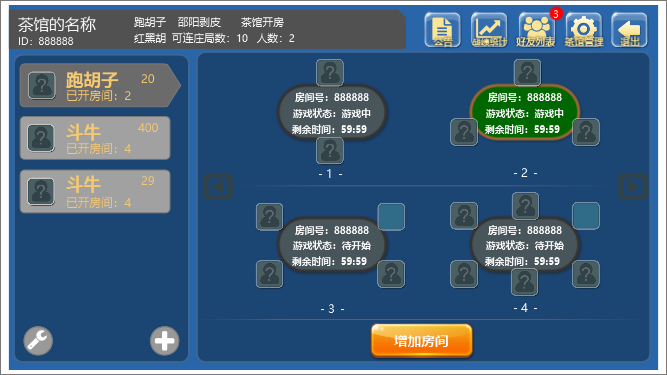 茶馆的名称
ID：888888
跑胡子 邵阳剥皮 茶馆开房
红黑胡 可连庄局数：10 人数：2
3
战绩统计
好友列表
茶馆管理
退出
跑胡子 20
已开房间：2
斗牛 400
已开房间：4
斗牛 29
已开房间：4
房间号：888888
游戏状态：游戏中
剩余时间：59:59
- 1 -
房间号：888888
游戏状态：游戏中
剩余时间：59:59
- 2 -
房间号：888888
游戏状态：待开始
剩余时间：59:59
- 3 -
房间号：888888
游戏状态：待开始
剩余时间：59:59
- 4 -
增加房间